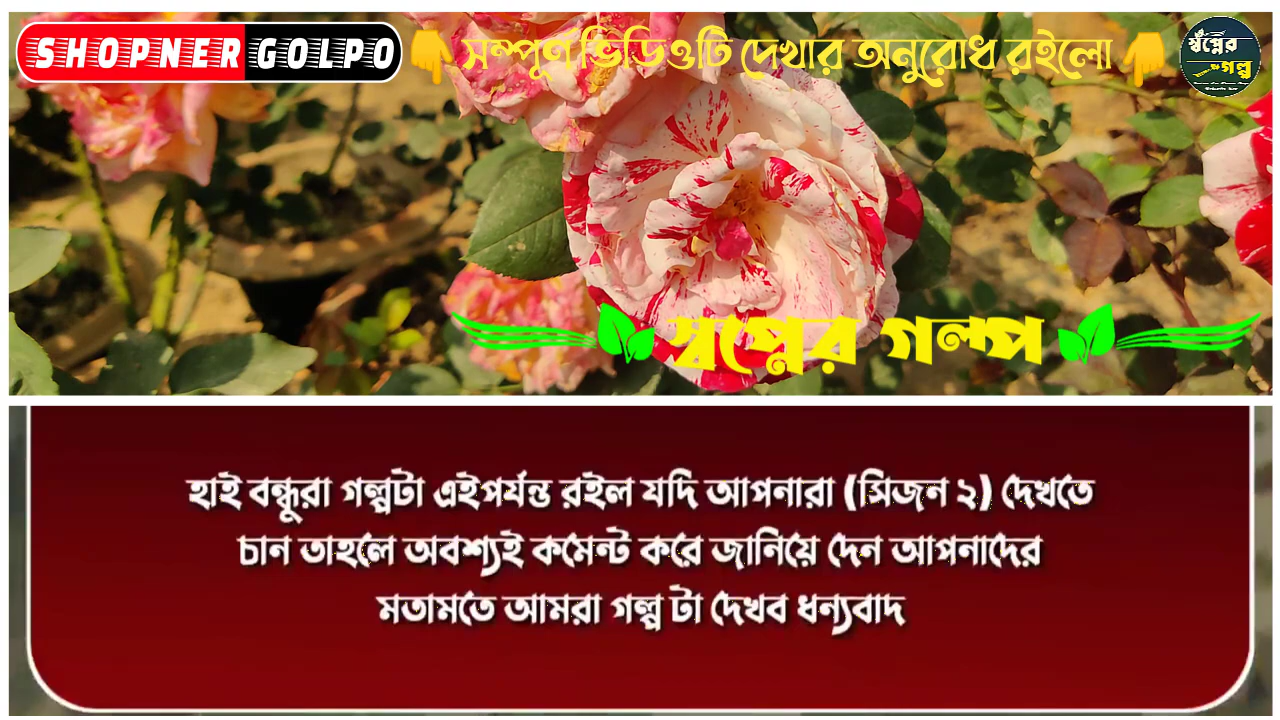 SHOPNER GOLPO
👇সম্পূর্ণ ভিডিওটি দেখার অনুরোধ রইলো👇
স্বপ্নের
গল্প
স্বপ্নের গল্প
হাই বন্ধুরা গল্পটা এইপর্যন্ত রইল যদি আপনারা (সিজন ২) দেখতে
চান তাহলে অবশ্যই কমেন্ট করে জানিয়ে দেন আপনাদের
মতামতে আমরা গল্প টা দেখব ধন্যবাদ